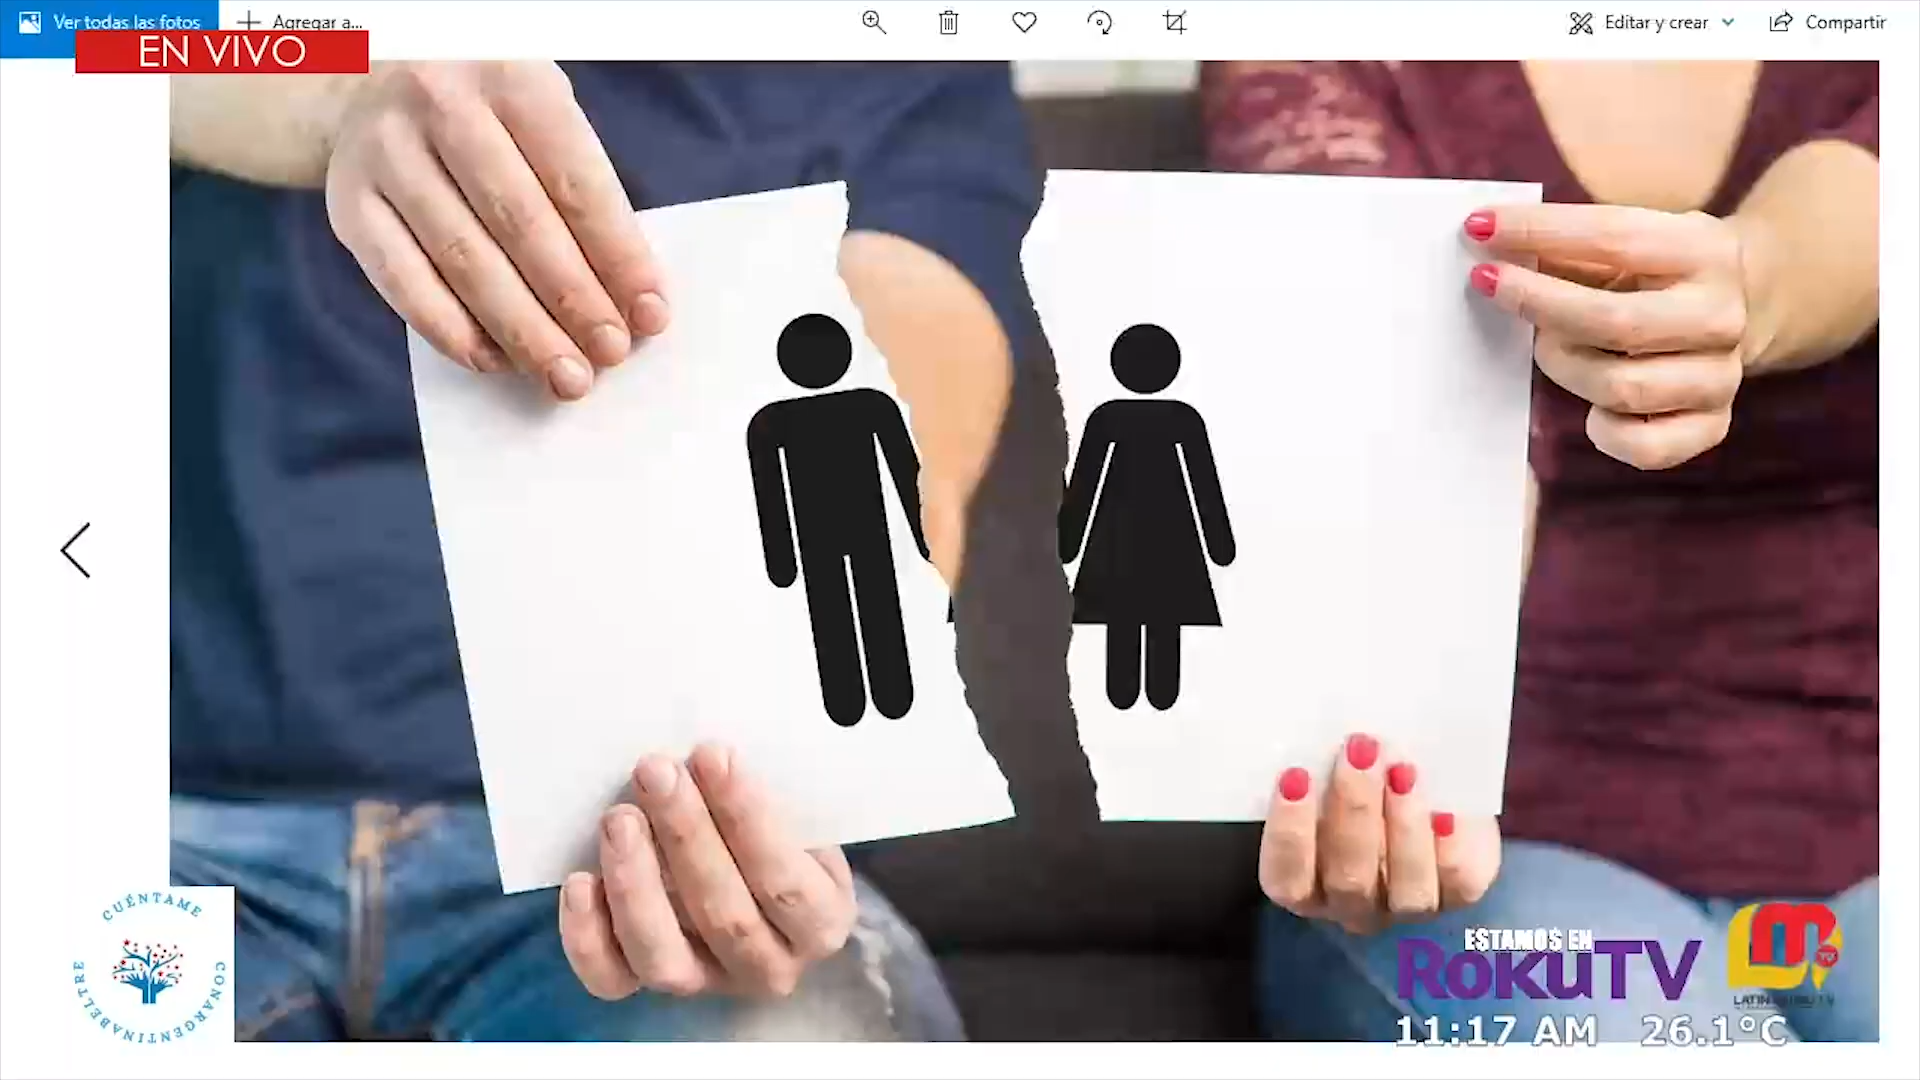 Ver todas las fotos
Agregar a...
Editar y crear
Compartir
EN VIVO
CUÉNTAME
CONARGENTINABELTRE
ESTAMOS EN
RokuTV
11:17 AM 26.1°C